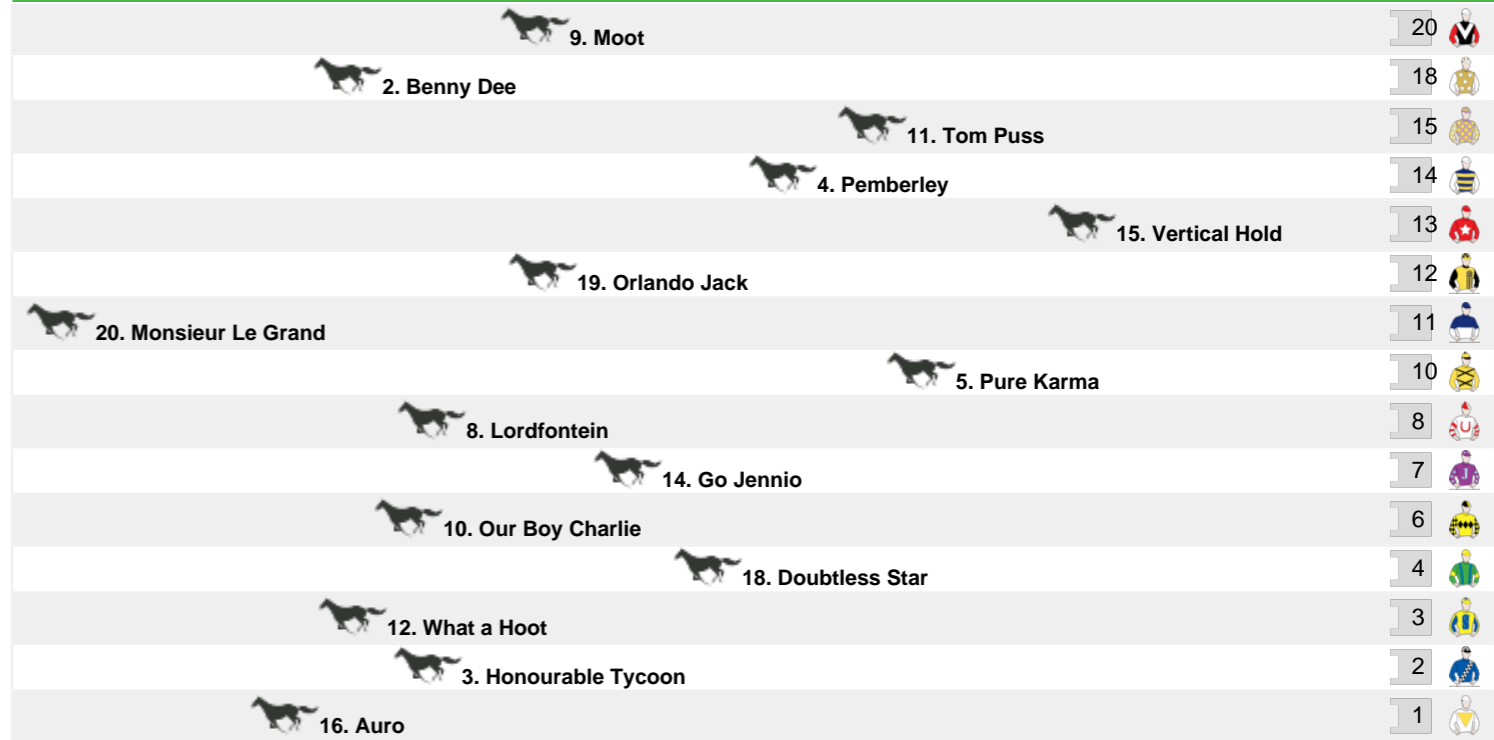 9. Moot 20
2. Benny Dee 18
11. Tom Puss 15
4. Pemberley 14
15. Vertical Hold 13
19. Orlando Jack 12
20. Monsieur Le Grand 11
5. Pure Karma 10
8. Lordfontein 8
14. Go Jennio 7
10. Our Boy Charlie 6
18. Doubtless Star 4
12. What a Hoot 3
3. Honourable Tycoon 2
16. Auro 1